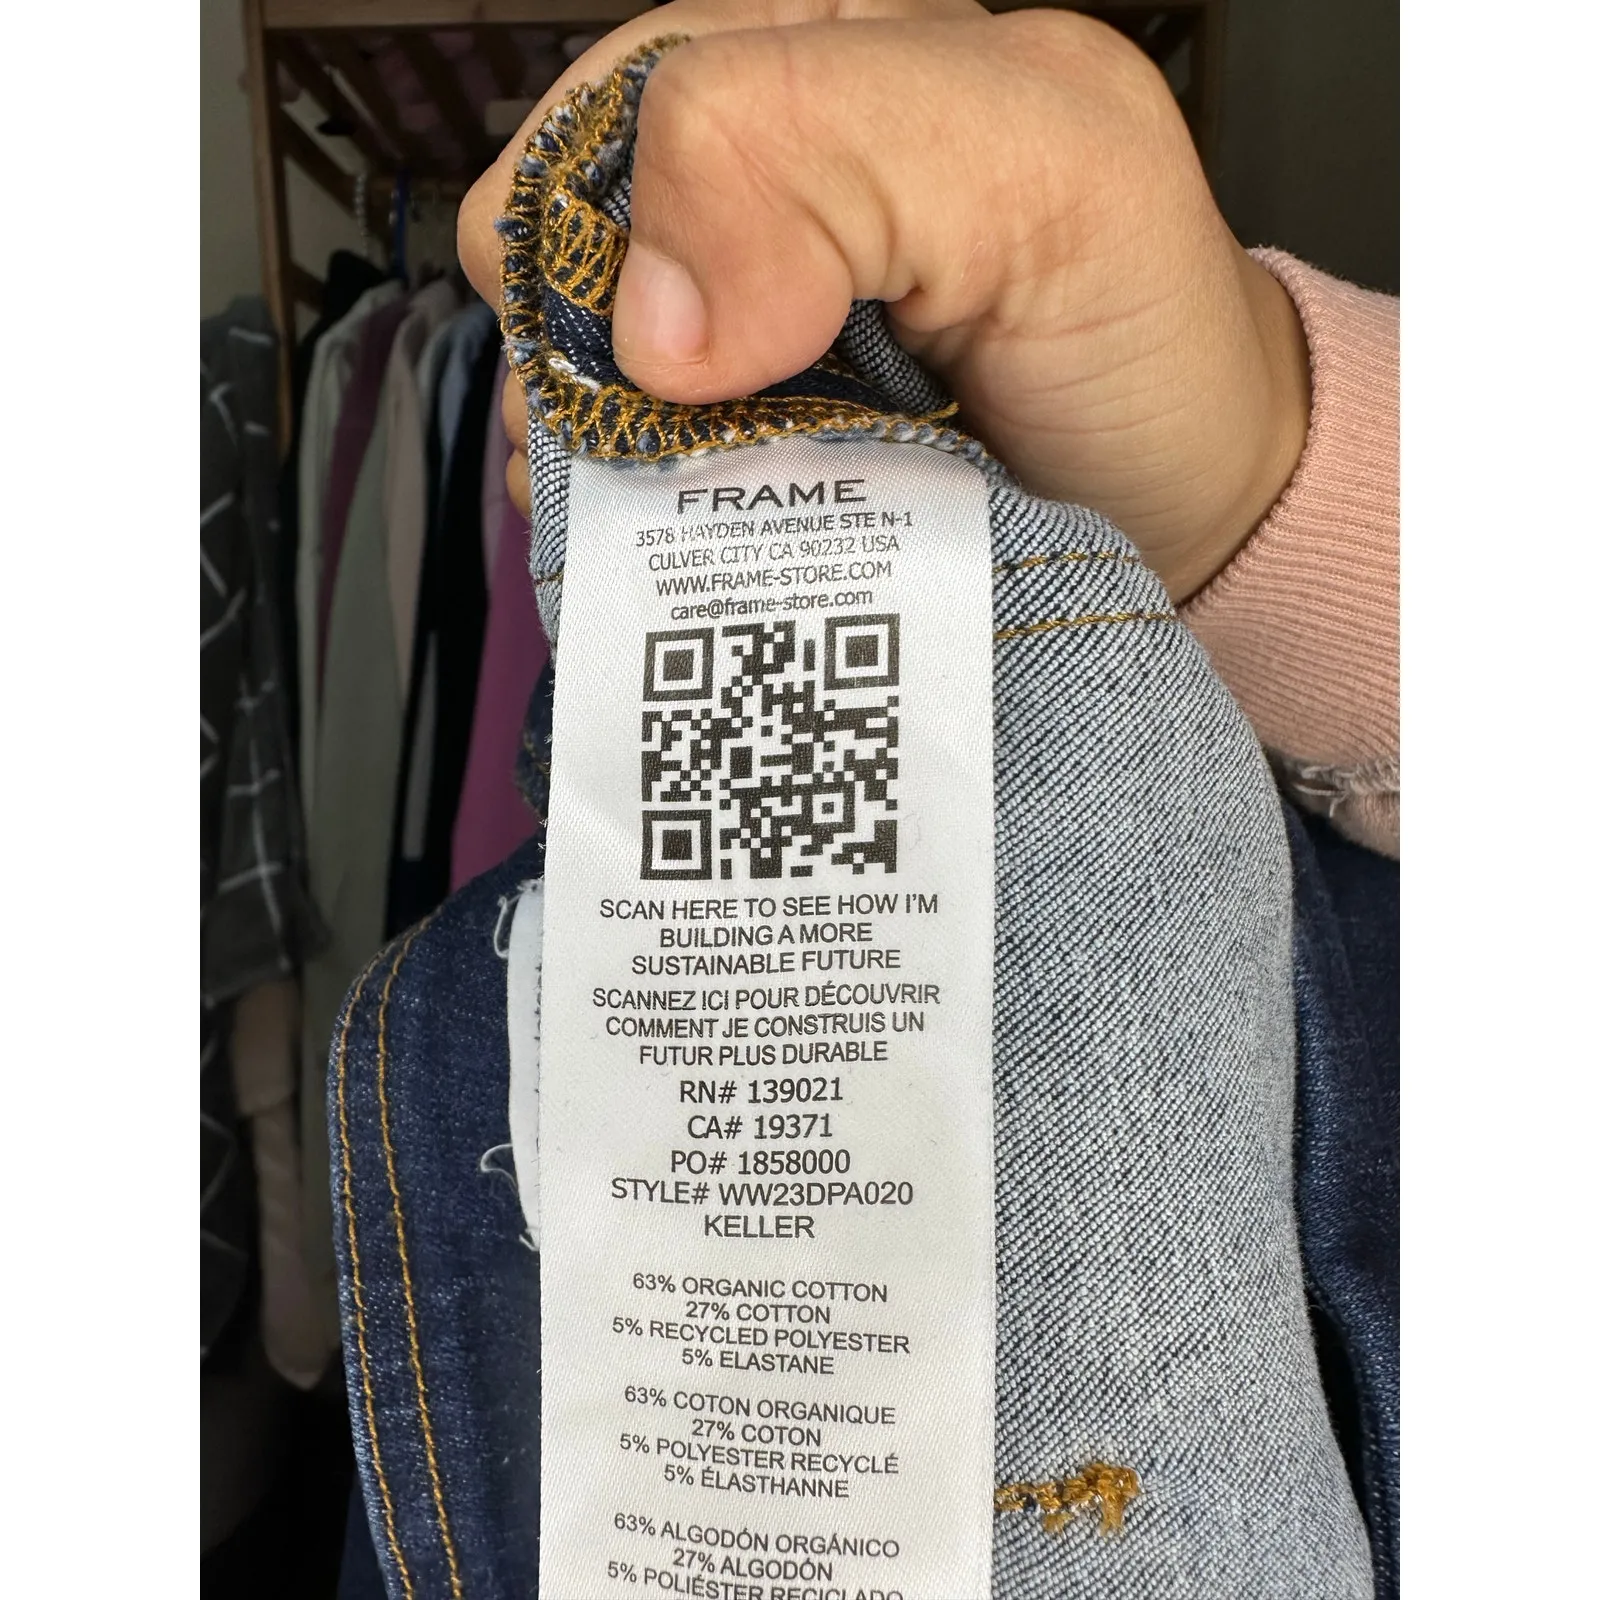 FRAME
3578 HAYDEN AVENUE STE N-1
CULVER CITY CA 90232 USA
WWW.FRAME-STORE.COM
care@frame-store.com
SCAN HERE TO SEE HOW I'M
BUILDING A MORE
SUSTAINABLE FUTURE
SCANNEZ ICI POUR DÉCOUVRIR
COMMENT JE CONSTRUIS UN
FUTUR PLUS DURABLE
RN# 139021
CA# 19371
PO# 1858000
STYLE# WW23DPA020
KELLER
63% ORGANIC COTTON
27% COTTON
5% RECYCLED POLYESTER
5% ELASTANE
63% COTON ORGANIQUE
27% COTON
5% POLYESTER RECYCLÉ
5% ÉLASTHANNE
63% ALGODÓN ORGÁNICO
27% ALGODÓN
5% POLIÉSTER RECICLADO